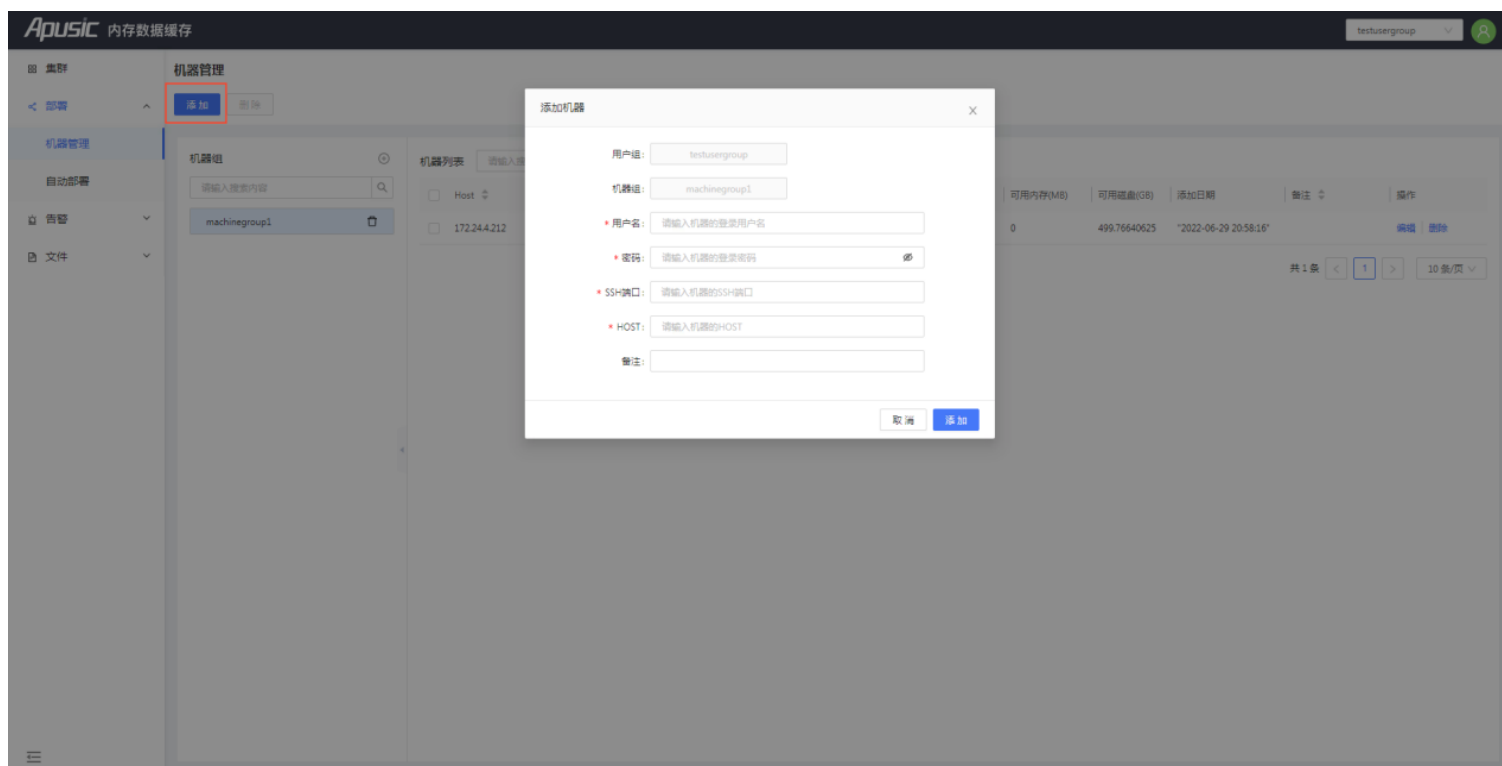 Apusic 内存数据缓存
testusergroup
集群
部署
机器管理
自动部署
告警
文件
机器管理
添加
删除
机器组
请输入搜索内容
machinegroup1
机器列表
请输入搜
Host
可用内存(MB)
可用磁盘(GB)
添加日期
备注
操作
172.24.4.212
0
499.76640625
"2022-06-29 20:58:16"
编辑
删除
共 1 条
1
10 条/页
添加机器
用户组:
testusergroup
机器组:
machinegroup1
* 用户名:
请输入机器的登录用户名
* 密码:
请输入机器的登录密码
* SSH端口:
请输入机器的SSH端口
* HOST:
请输入机器的HOST
备注:
取消
添加